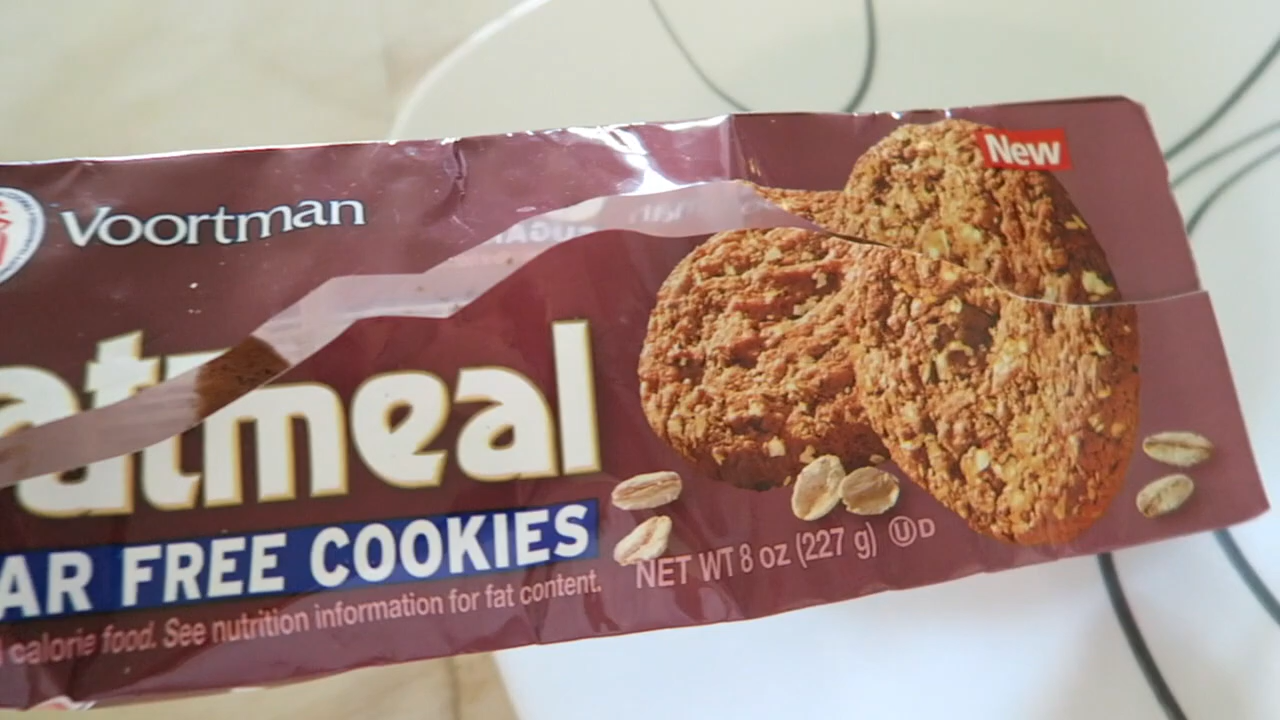 Voortman
New
atmeal
AR FREE COOKIES
calorie food. See nutrition information for fat content.
NET WT 8 oz (227 g) Ⓤ D